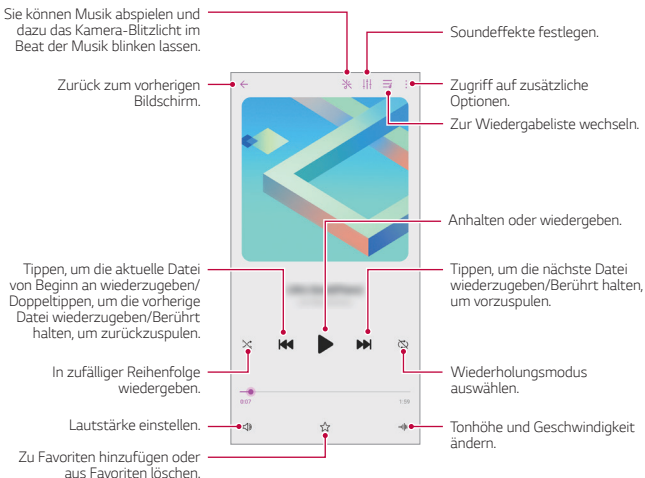 Sie können Musik abspielen und
dazu das Kamera-Blitzlicht im
Beat der Musik blinken lassen.
Soundeffekte festlegen.
Zurück zum vorherigen
Bildschirm.
Zugriff auf zusätzliche
Optionen.
Zur Wiedergabeliste wechseln.
Anhalten oder wiedergeben.
Tippen, um die aktuelle Datei
von Beginn an wiederzugeben/
Doppeltippen, um die vorherige
Datei wiederzugeben/Berührt
halten, um zurückzuspulen.
Tippen, um die nächste Datei
wiederzugeben/Berührt halten,
um vorzuspulen.
In zufälliger Reihenfolge
wiedergeben.
Wiederholungsmodus
auswählen.
0:07
1:59
Lautstärke einstellen.
Tonhöhe und Geschwindigkeit
ändern.
Zu Favoriten hinzufügen oder
aus Favoriten löschen.